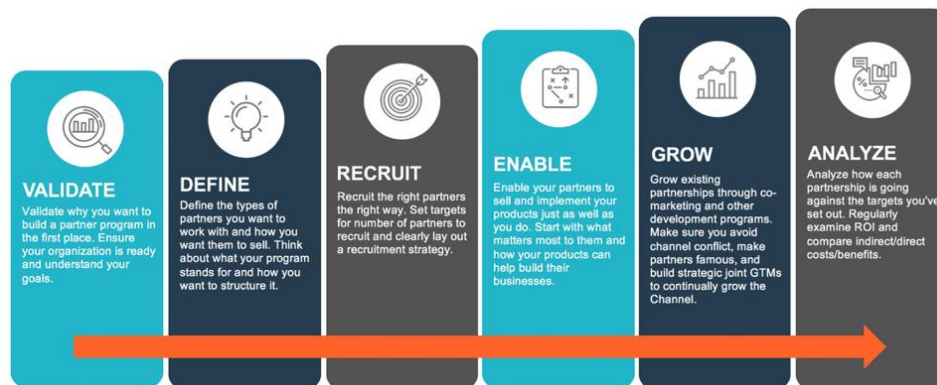 VALIDATE
Validate why you want to
build a partner program in
the first place. Ensure
your organization is ready
and understand your
goals.
DEFINE
Define the types of
partners you want to
work with and how you
want them to sell. Think
about what your program
stands for and how you
want to structure it.
RECRUIT
Recruit the right partners
the right way. Set targets
for number of partners to
recruit and clearly lay out
a recruitment strategy.
ENABLE
Enable your partners to
sell and implement your
products just as well as
you do. Start with what
matters most to them and
how your products can
help build their
businesses.
GROW
Grow existing
partnerships through co-
marketing and other
development programs.
Make sure you avoid
channel conflict, make
partners famous, and
build strategic joint GTMs
to continually grow the
Channel.
ANALYZE
Analyze how each
partnership is going
against the targets you've
set out. Regularly
examine ROI and
compare indirect/direct
costs/benefits.